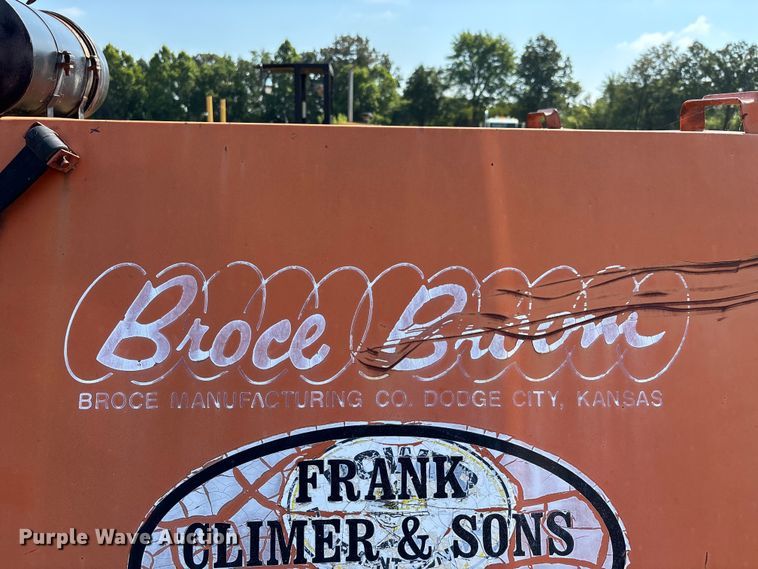 Broce Broom
BROCE MANUFACTURING CO. DODGE CITY, KANSAS
FRANK
CLIMER & SONS
Purple Wave Auction